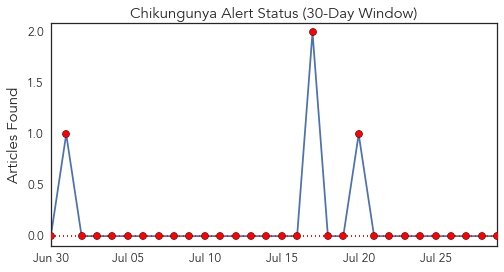 Chikungunya Alert Status (30-Day Window)
Articles Found
2.0
1.5
1.0
0.5
0.0
Jun 30 Jul 05 Jul 10 Jul 15 Jul 20 Jul 25